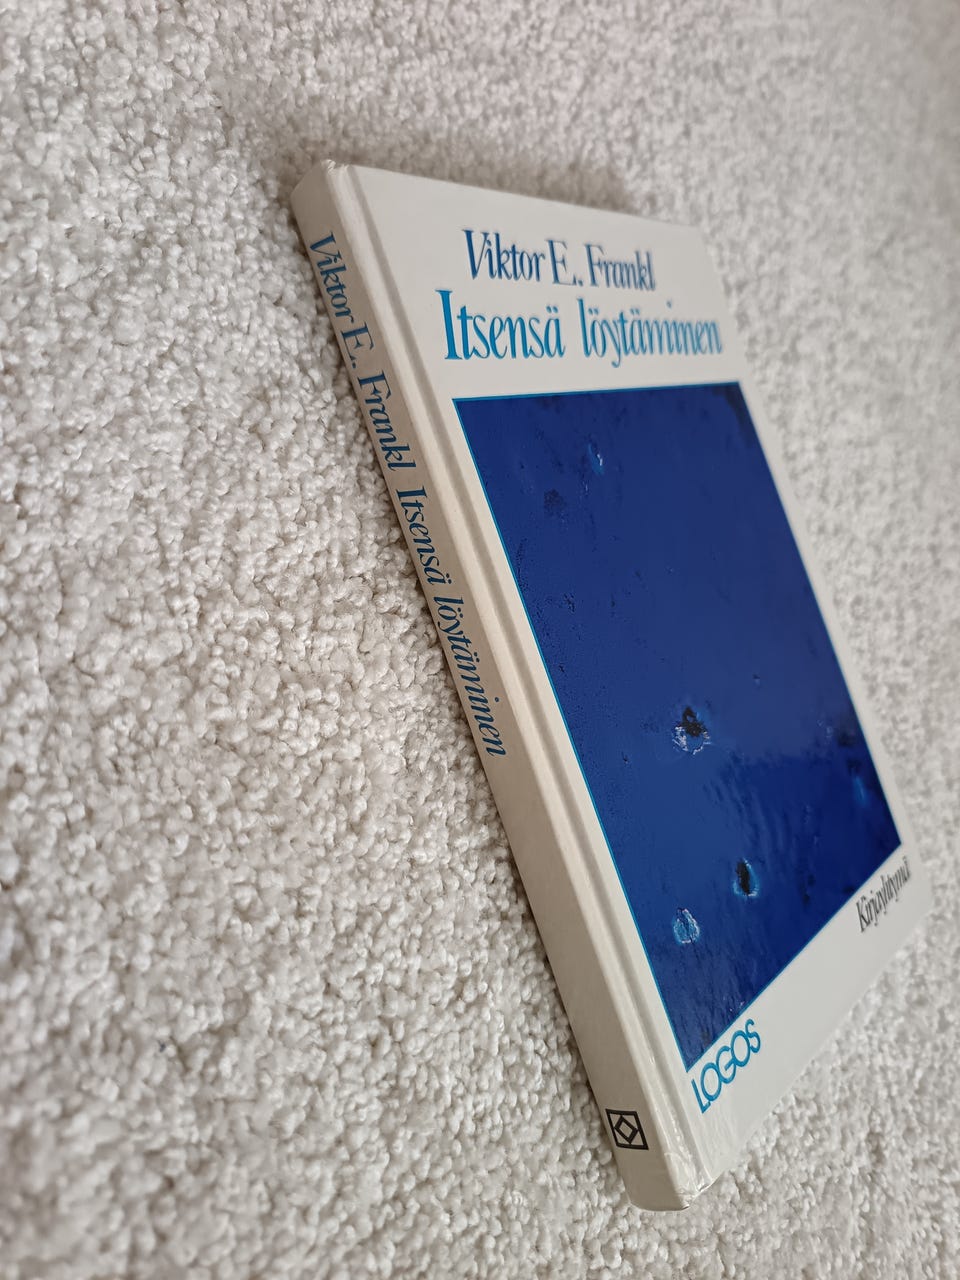 Viktor E. Frankl
Itsensä löytäminen
Kirjayhtymä
LOGOS
Viktor E. Frankl Itsensä löytäminen